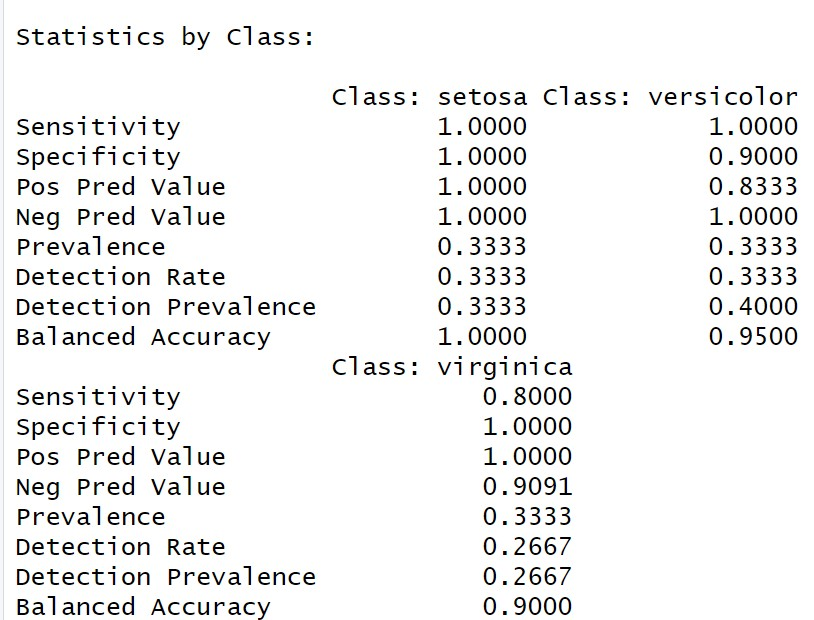 Statistics by Class:
Class: setosa Class: versicolor
Sensitivity 1.0000 1.0000
Specificity 1.0000 0.9000
Pos Pred Value 1.0000 0.8333
Neg Pred Value 1.0000 1.0000
Prevalence 0.3333 0.3333
Detection Rate 0.3333 0.3333
Detection Prevalence 0.3333 0.4000
Balanced Accuracy 1.0000 0.9500
Class: virginica
Sensitivity 0.8000
Specificity 1.0000
Pos Pred Value 1.0000
Neg Pred Value 0.9091
Prevalence 0.3333
Detection Rate 0.2667
Detection Prevalence 0.2667
Balanced Accuracy 0.9000